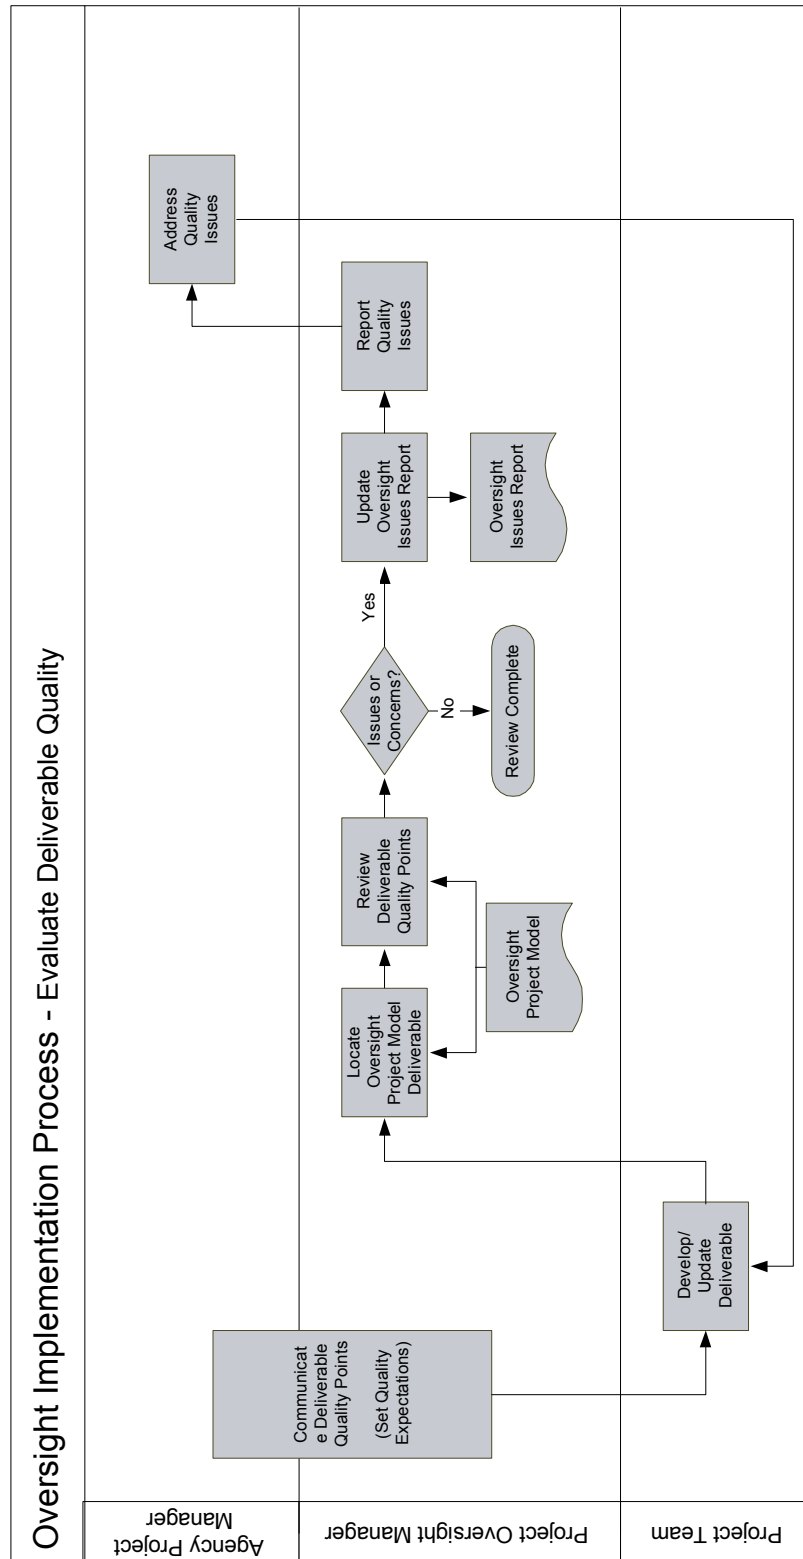 Oversight Implementation Process - Evaluate Deliverable Quality
Agency Project
Manager
Project Oversight Manager
Project Team
Communicat
e Deliverable
Quality Points
(Set Quality
Expectations)
Develop/
Update
Deliverable
Locate
Oversight
Project Model
Deliverable
Oversight
Project Model
Review
Deliverable
Quality Points
Issues or
Concerns?
No
Review Complete
Yes
Update
Oversight
Issues Report
Oversight
Issues Report
Report
Quality
Issues
Address
Quality
Issues